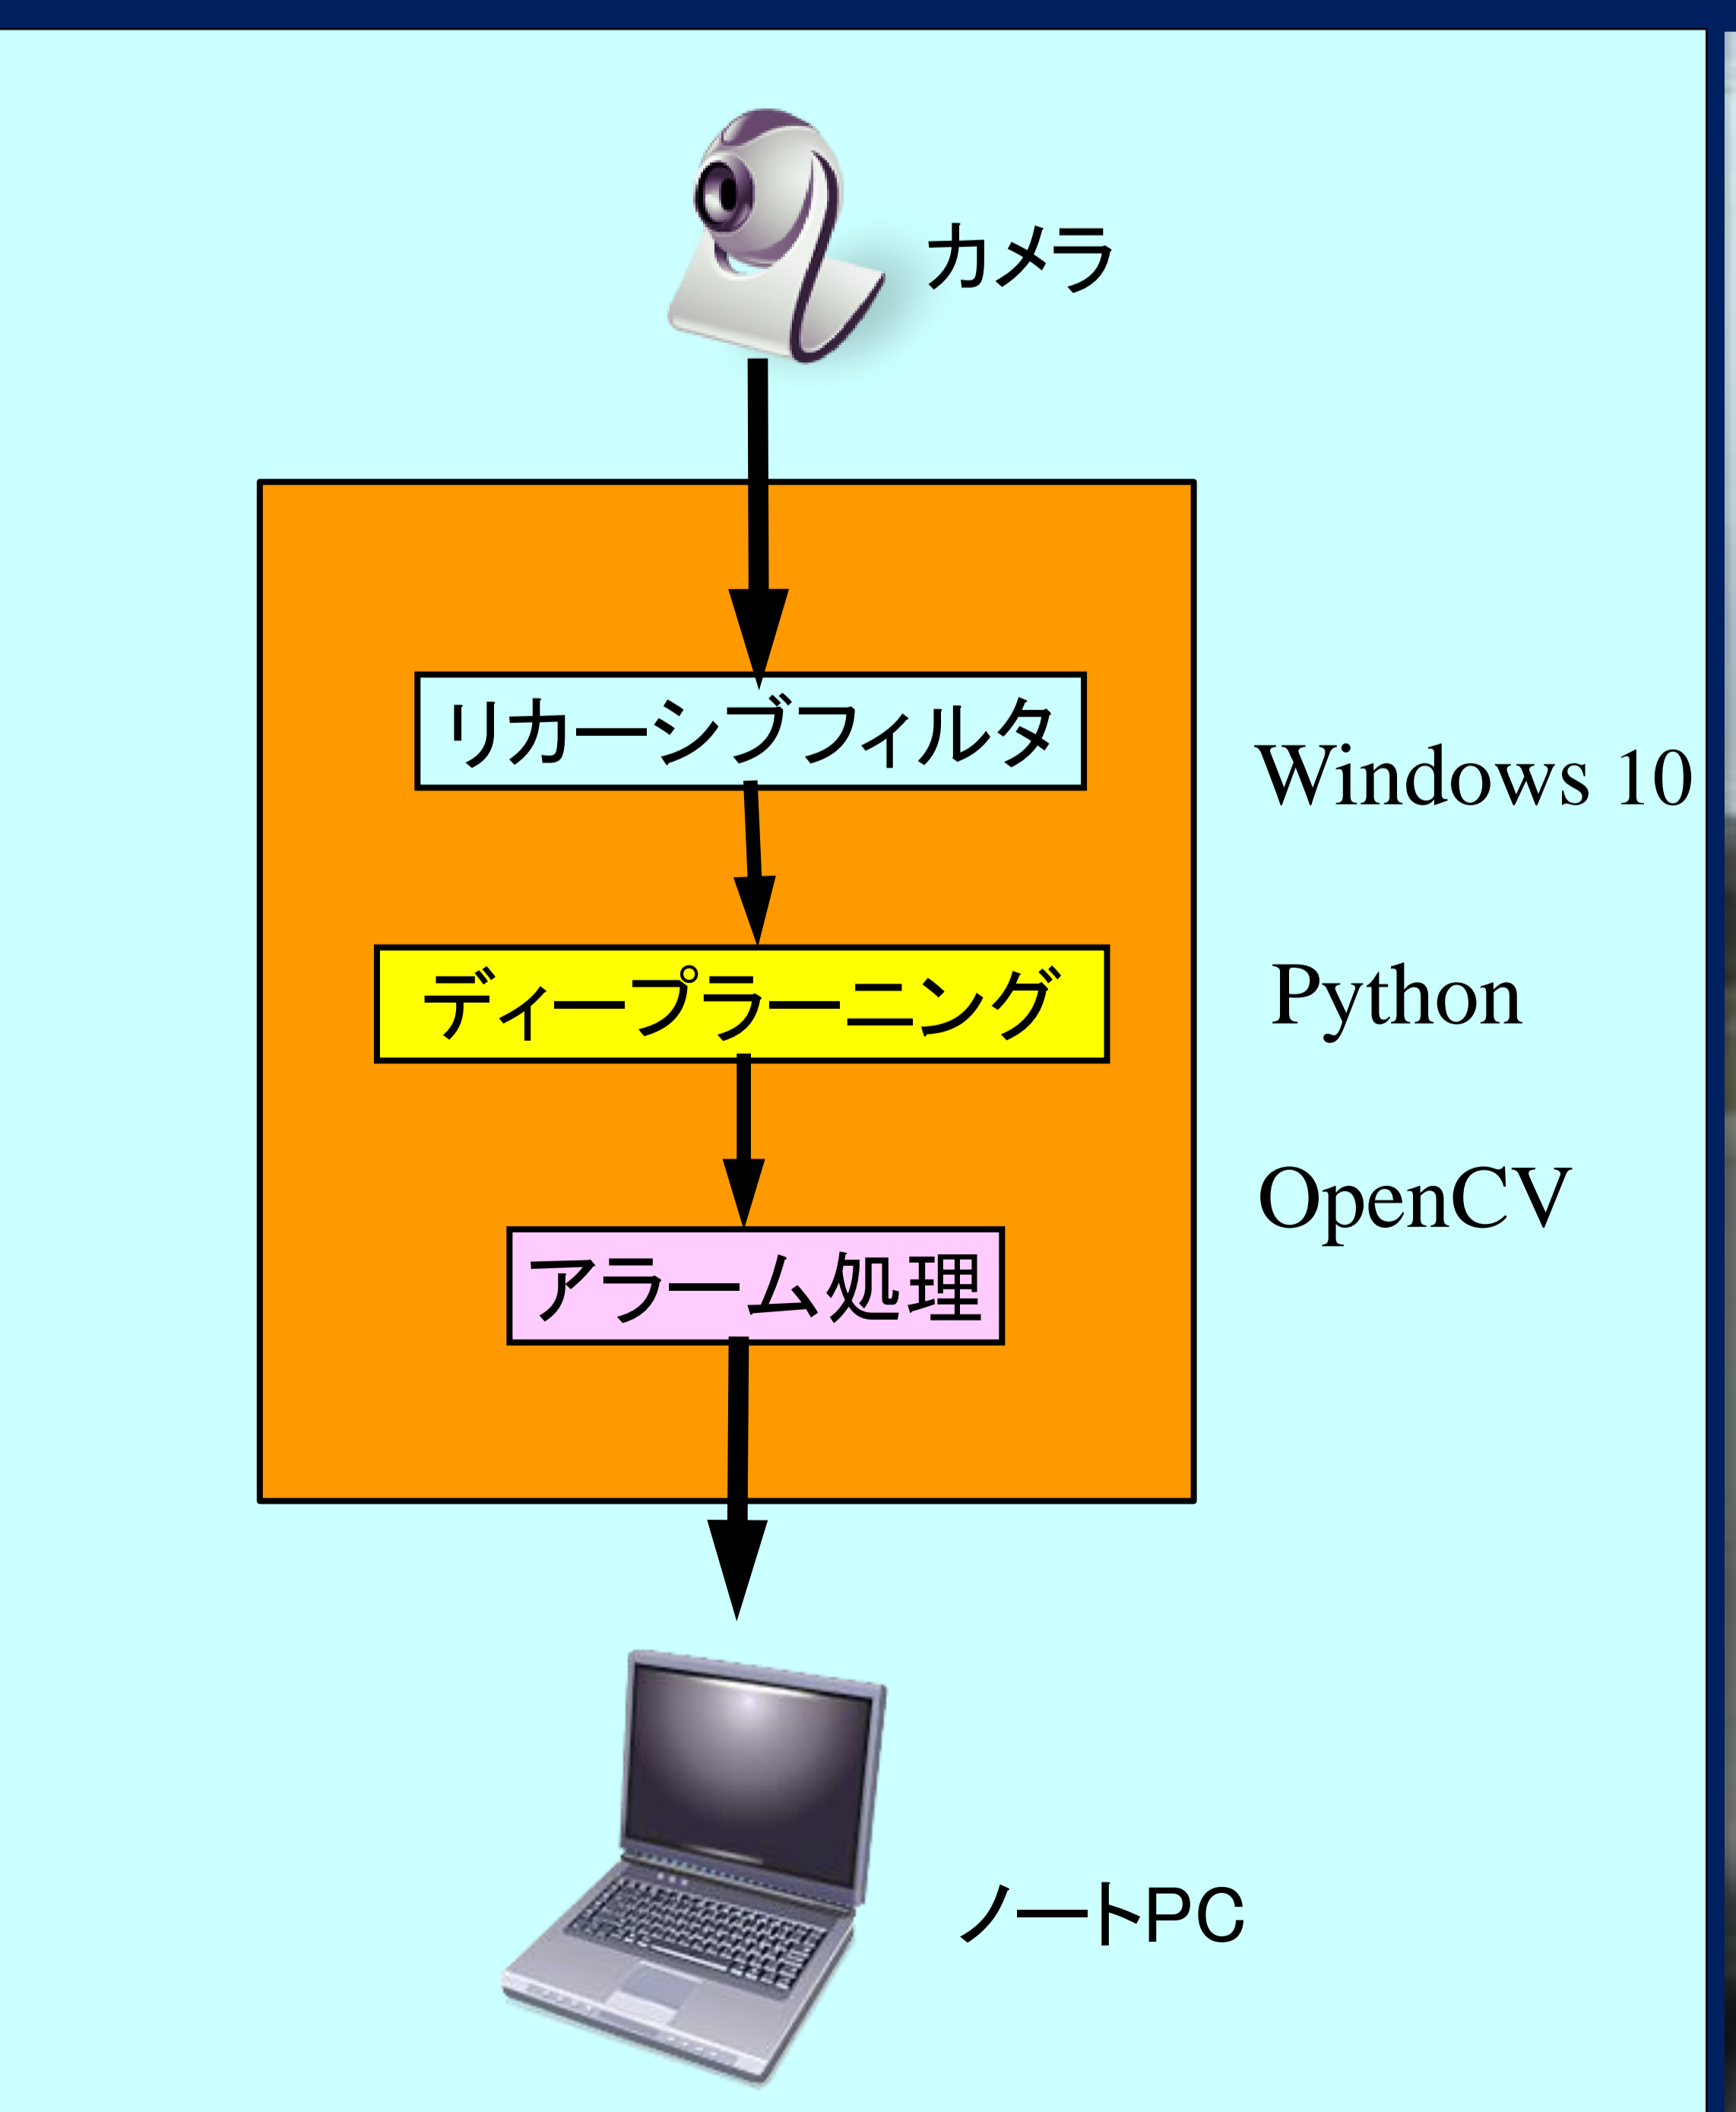 カメラ
リカーシブフィルタ
Windows 10
ディープラーニング
Python
OpenCV
アラーム処理
ノートPC